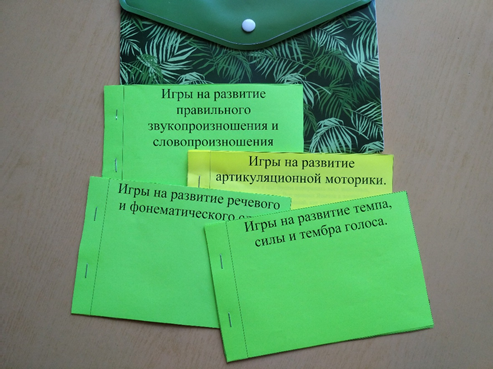 Игры на развитие
правильного
звукопроизношения и
словопроизношения
Игры на развитие
артикуляционной моторики.
Игры на развитие речевого
и фонематического
Игры на развитие темпа,
силы и тембра голоса.